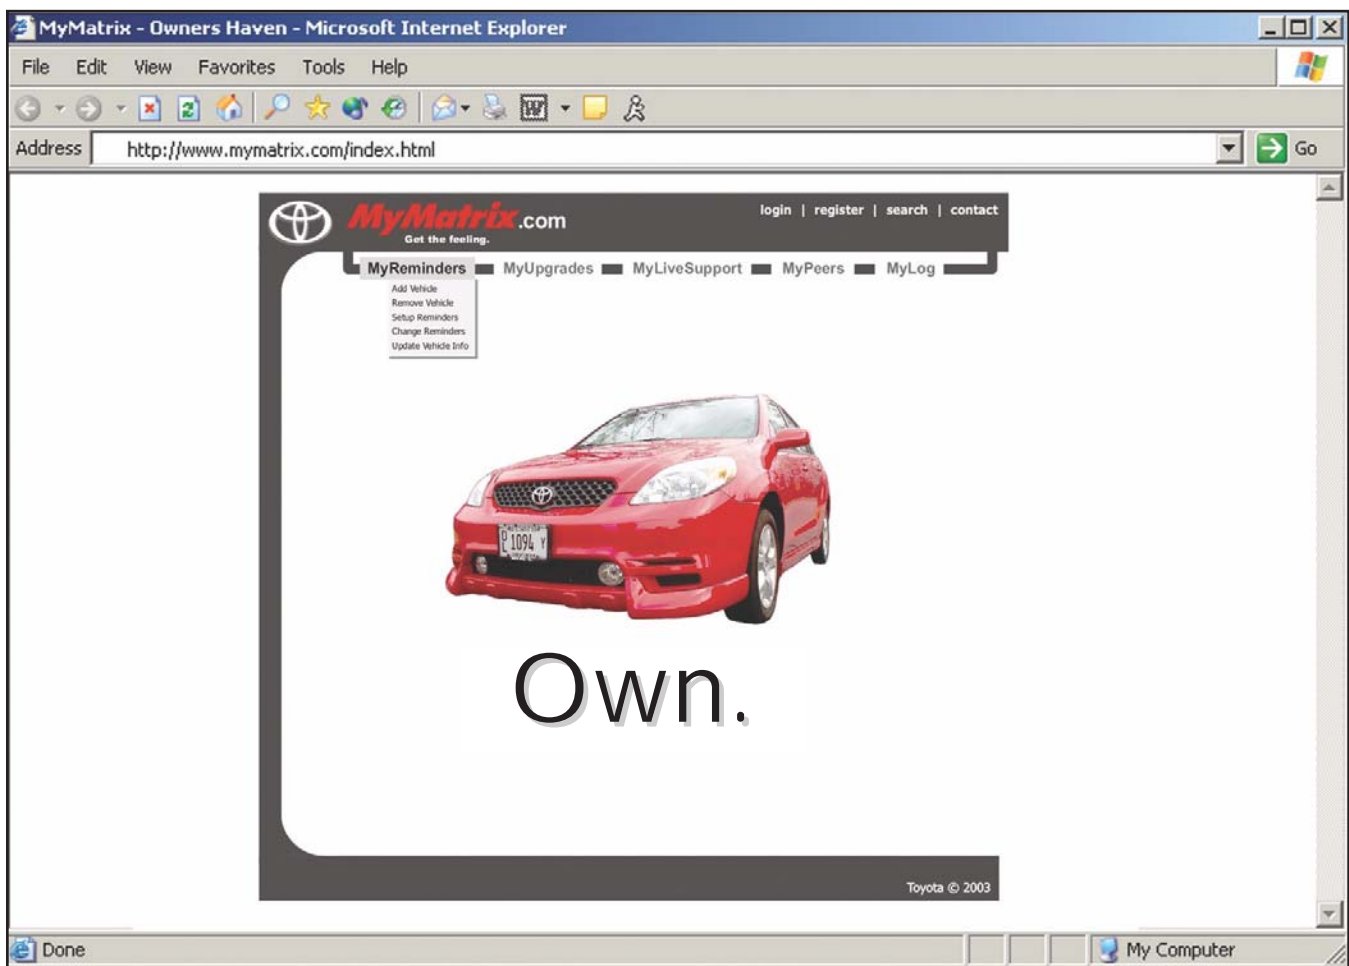 MyMatrix - Owners Haven - Microsoft Internet Explorer
File Edit View Favorites Tools Help
Address http://www.mymatrix.com/index.html Go
MyMatrix.com
Get the feeling.
login | register | search | contact
MyReminders MyUpgrades MyLiveSupport MyPeers MyLog
Add Vehicle
Remove Vehicle
Setup Reminders
Change Reminders
Update Vehicle Info
1094 Y
Own.
Toyota © 2003
Done My Computer